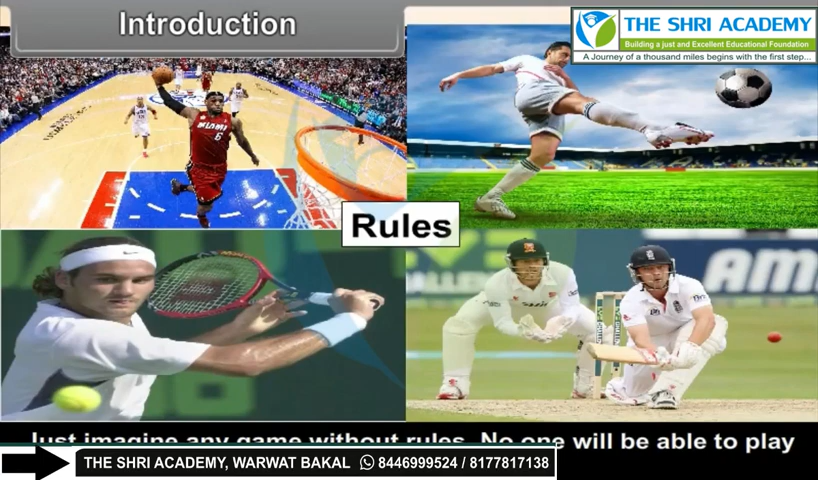 Introduction
THE SHRI ACADEMY
Building a just and Excellent Educational Foundation
A Journey of a thousand miles begins with the first step...
MIAMI
6
Rules
AM
Just imagine any game without rules. No one will be able to play
THE SHRI ACADEMY, WARWAT BAKAL 8446999524 / 8177817138